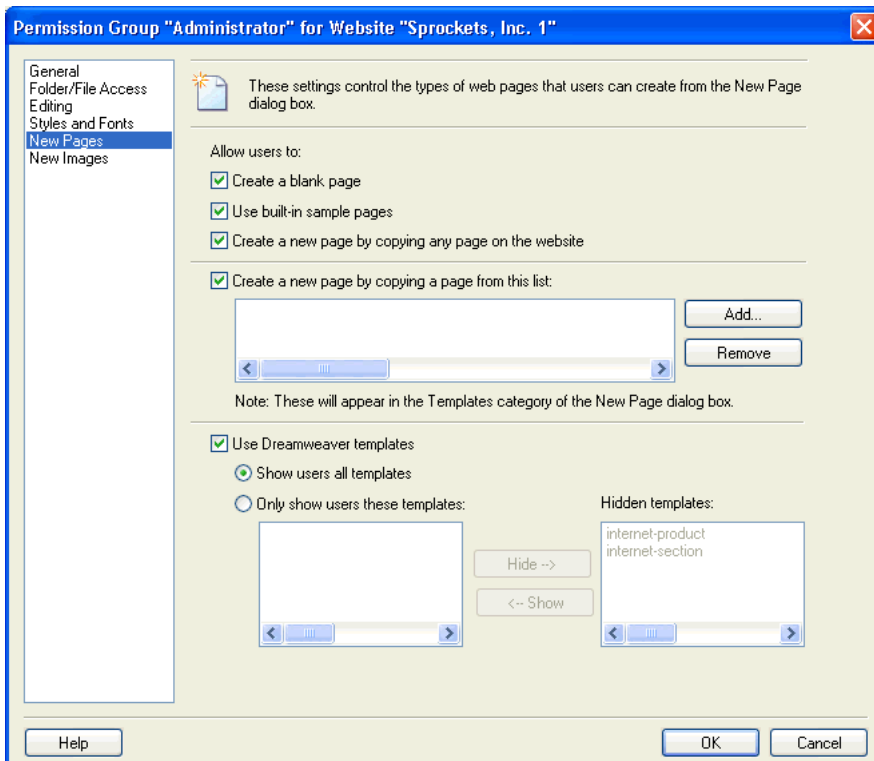 Permission Group "Administrator" for Website "Sprockets, Inc. 1"
General
Folder/File Access
Editing
Styles and Fonts
New Pages
New Images
These settings control the types of web pages that users can create from the New Page
dialog box.
Allow users to:
Create a blank page
Use built-in sample pages
Create a new page by copying any page on the website
Create a new page by copying a page from this list:
Add...
Remove
Note: These will appear in the Templates category of the New Page dialog box.
Use Dreamweaver templates
Show users all templates
Only show users these templates:
Hidden templates:
internet-product
internet-section
Hide -->
<-- Show
Help
OK
Cancel